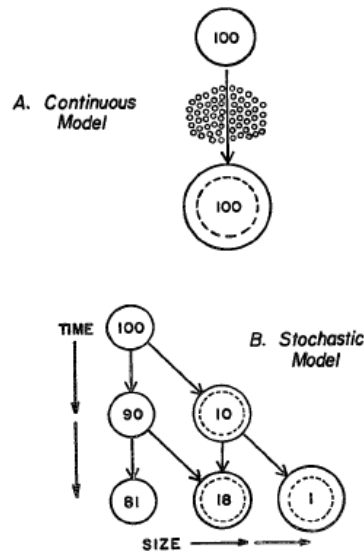 100
A. Continuous
Model
100
TIME
100
B. Stochastic
Model
90
10
81
18
1
SIZE